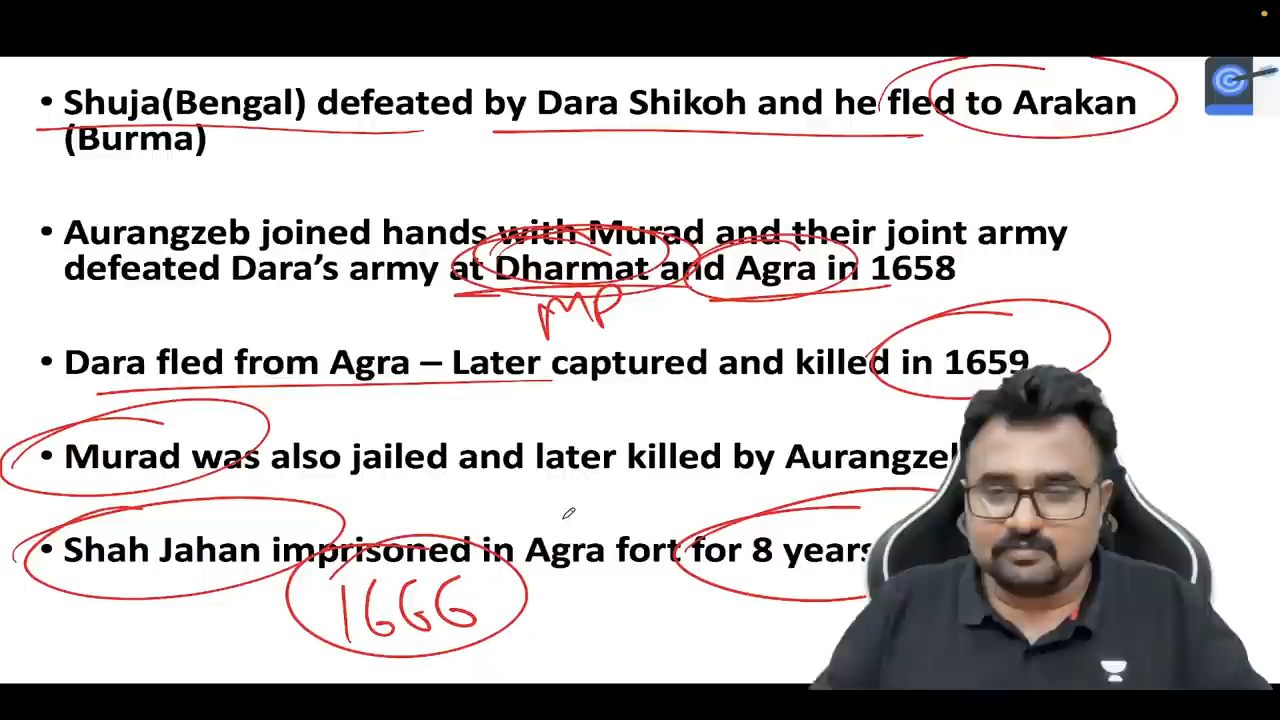 • Shuja(Bengal) defeated by Dara Shikoh and he fled to Arakan
(Burma)
• Aurangzeb joined hands with Murad and their joint army
defeated Dara's army at Dharmat and Agra in 1658
MP
• Dara fled from Agra – Later captured and killed in 1659
• Murad was also jailed and later killed by
• Shah Jahan imprisoned in Agra fort for 8 years
1666